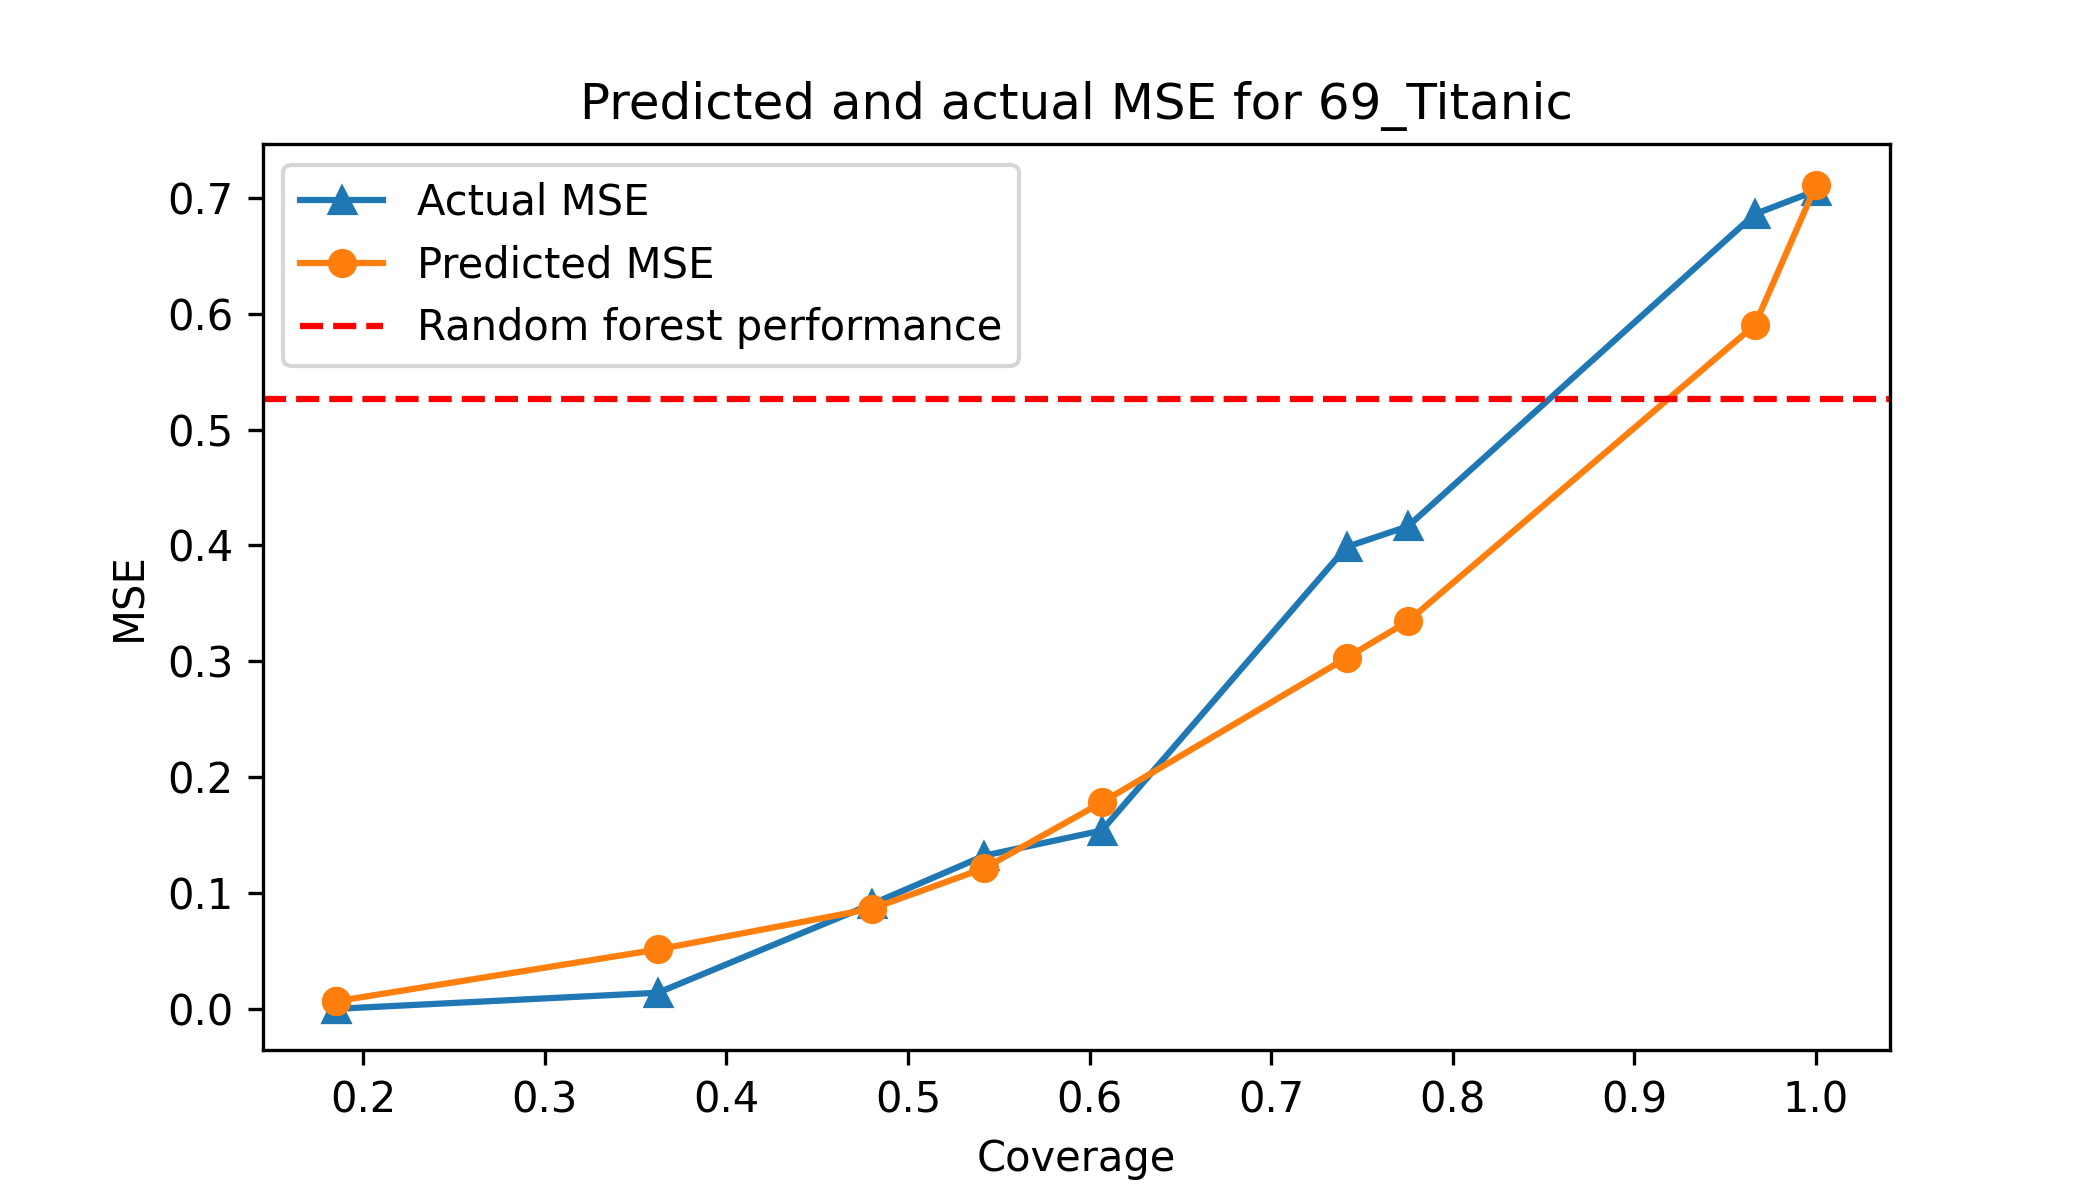 Predicted and actual MSE for 69_Titanic
Actual MSE
Predicted MSE
Random forest performance
0.7
0.6
0.5
0.4
0.3
0.2
0.1
0.0
MSE
0.2 0.3 0.4 0.5 0.6 0.7 0.8 0.9 1.0
Coverage